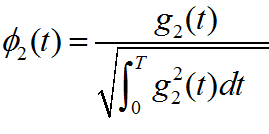 ϕ₂(t) = g₂(t) / √(∫₀ᵀ g₂²(t)dt)